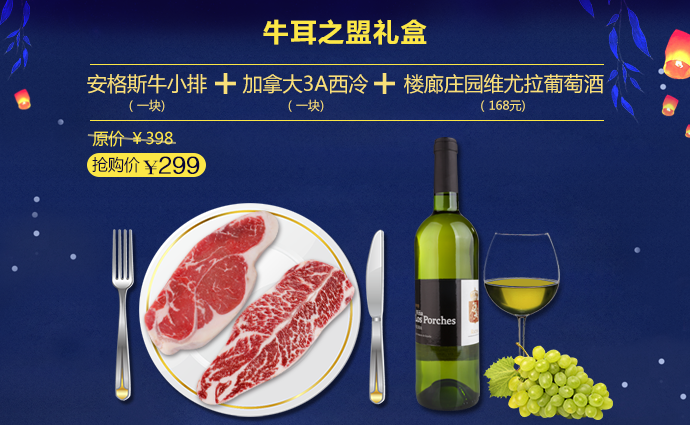 牛耳之盟礼盒
安格斯牛小排 + 加拿大3A西冷 + 楼廊庄园维尤拉葡萄酒
(一块) (一块) (168元)
原价 ¥398
抢购价 ¥299
Los Porches